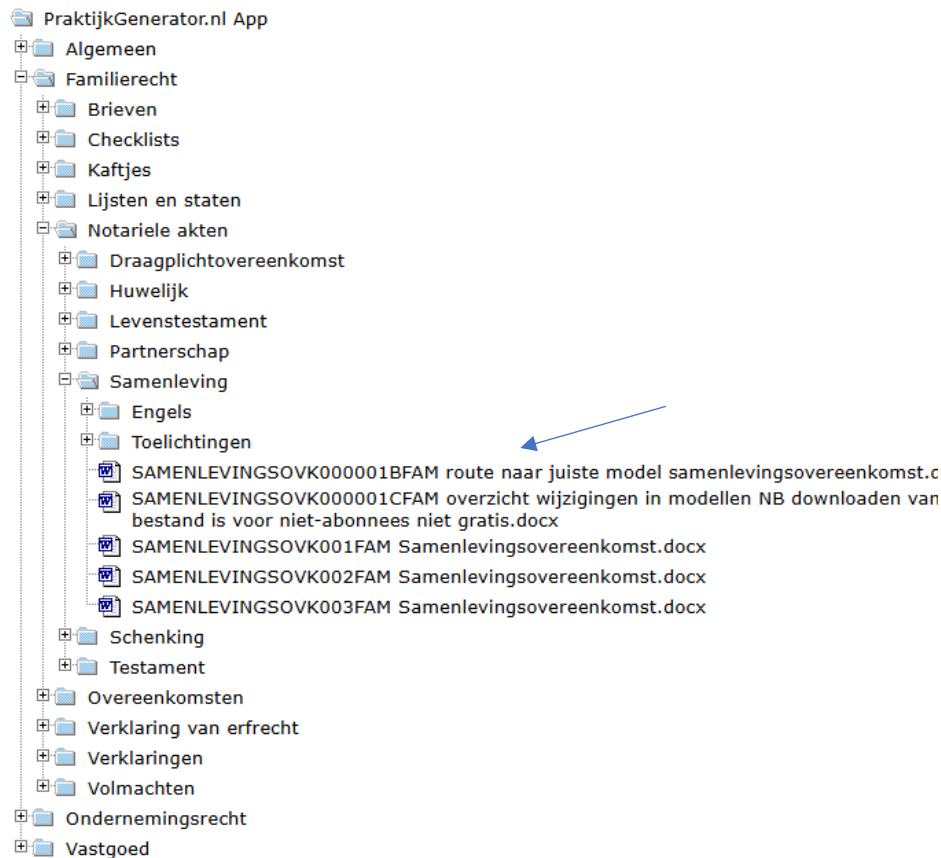 PraktijkGenerator.nl App
Algemeen
Familierecht
Brieven
Checklists
Kaftjes
Lijsten en staten
Notariele akten
Draagplichtovereenkomst
Huwelijk
Levenstestament
Partnerschap
Samenleving
Engels
Toelichtingen
SAMENLEVINGSOVK000001BFAM route naar juiste model samenlevingsovereenkomst.d
SAMENLEVINGSOVK000001CFAM overzicht wijzigingen in modellen NB downloaden van
bestand is voor niet-abonnees niet gratis.docx
SAMENLEVINGSOVK001FAM Samenlevingsovereenkomst.docx
SAMENLEVINGSOVK002FAM Samenlevingsovereenkomst.docx
SAMENLEVINGSOVK003FAM Samenlevingsovereenkomst.docx
Schenking
Testament
Overeenkomsten
Verklaring van erfrecht
Verklaringen
Volmachten
Ondernemingsrecht
Vastgoed